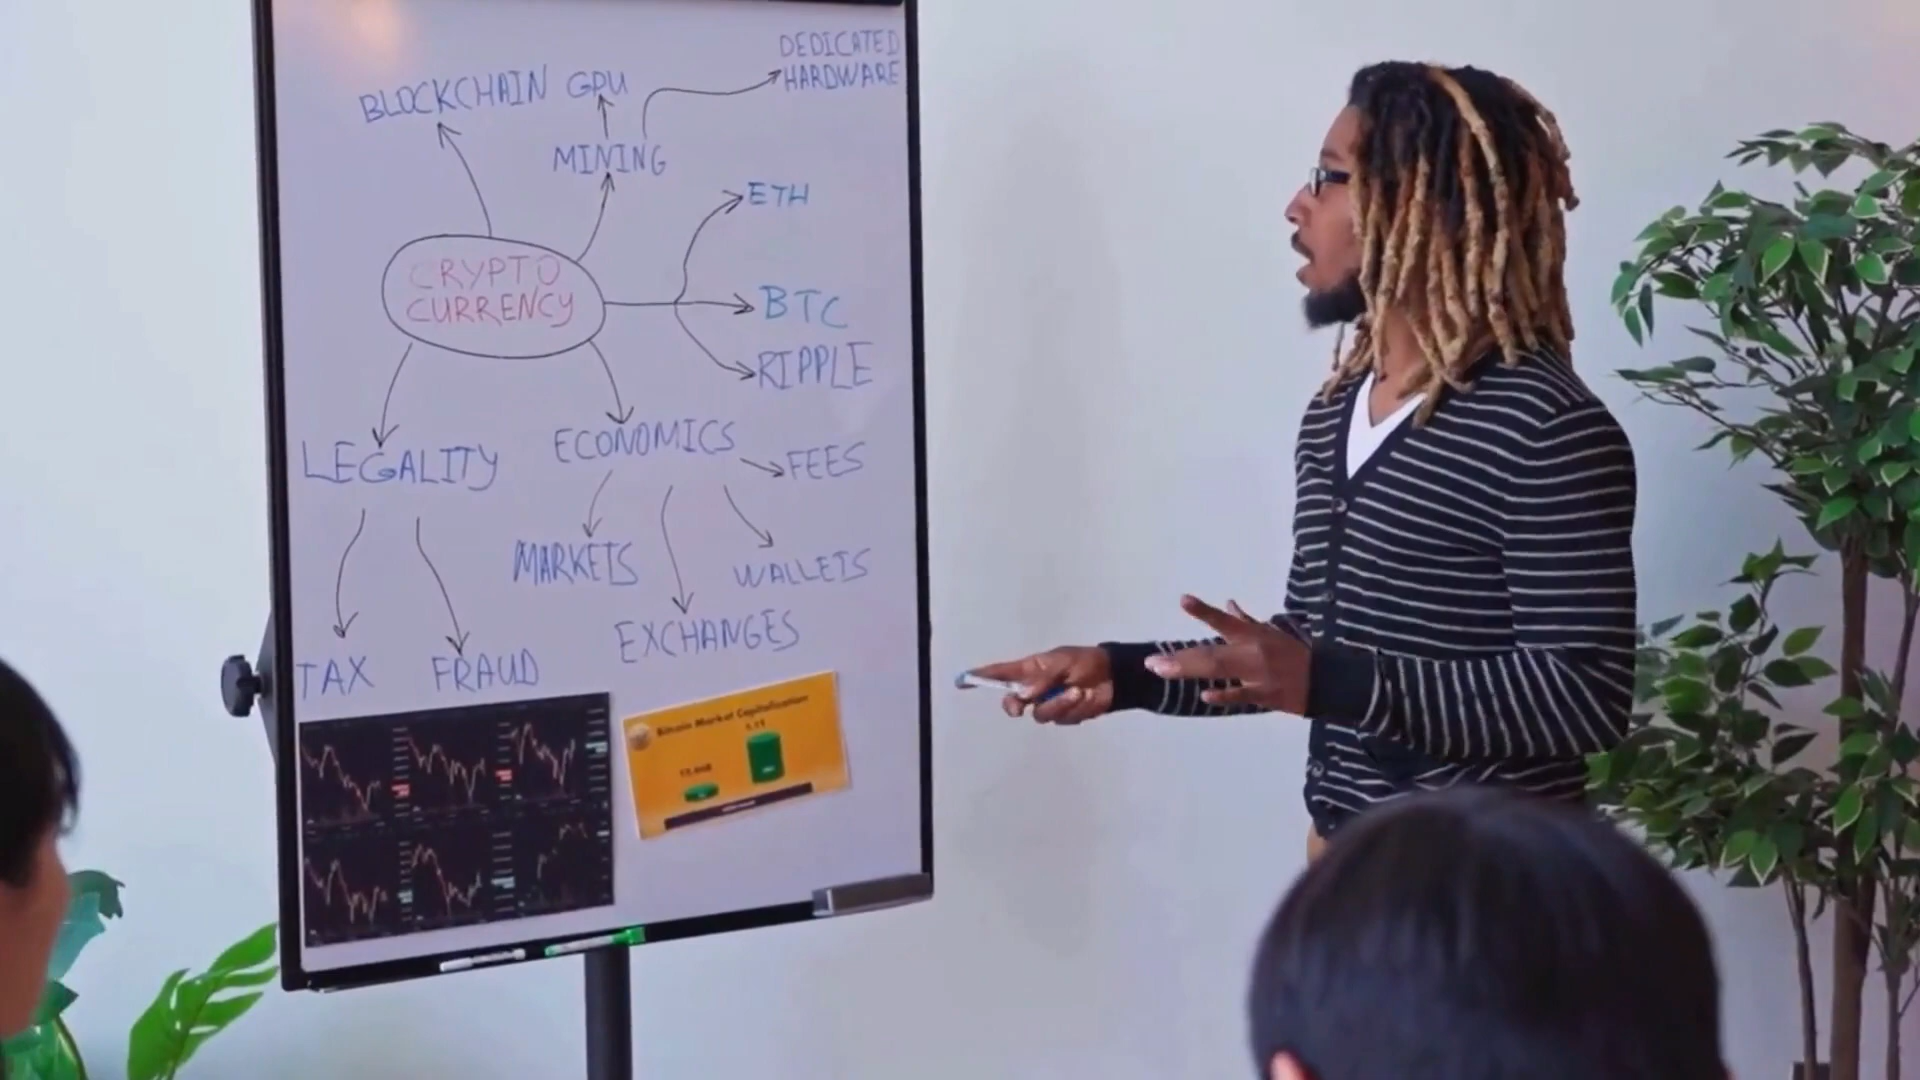 DEDICATED
HARDWARE
BLOCKCHAIN GPU
MINING
ETH
CRYPTO
CURRENCY
BTC
RIPPLE
LEGALITY
ECONOMICS
FEES
MARKETS
WALLETS
EXCHANGES
TAX
FRAUD
Bitcoin Market Capitalization